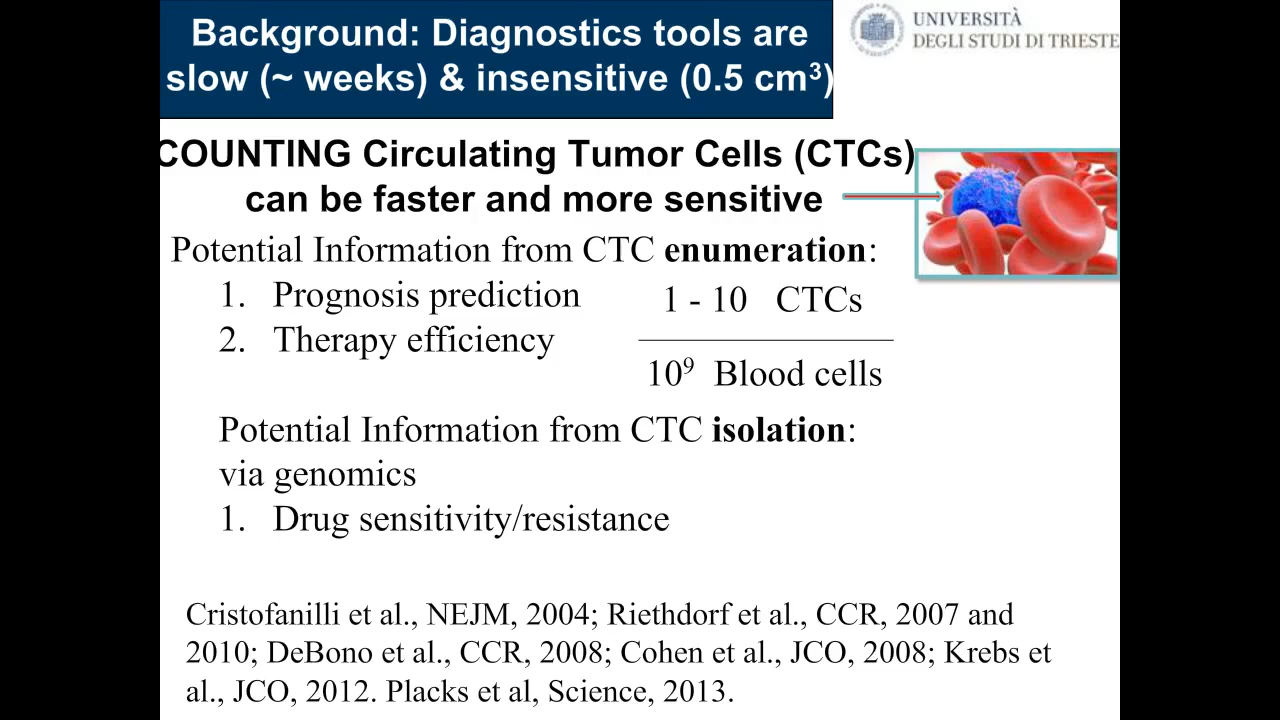 Background: Diagnostics tools are
slow (~ weeks) & insensitive (0.5 cm³)
UNIVERSITÀ
DEGLI STUDI DI TRIESTE
COUNTING Circulating Tumor Cells (CTCs)
can be faster and more sensitive
Potential Information from CTC enumeration:
1. Prognosis prediction
2. Therapy efficiency
1 - 10 CTCs
10⁹ Blood cells
Potential Information from CTC isolation:
via genomics
1. Drug sensitivity/resistance
Cristofanilli et al., NEJM, 2004; Riethdorf et al., CCR, 2007 and
2010; DeBono et al., CCR, 2008; Cohen et al., JCO, 2008; Krebs et
al., JCO, 2012. Placks et al, Science, 2013.